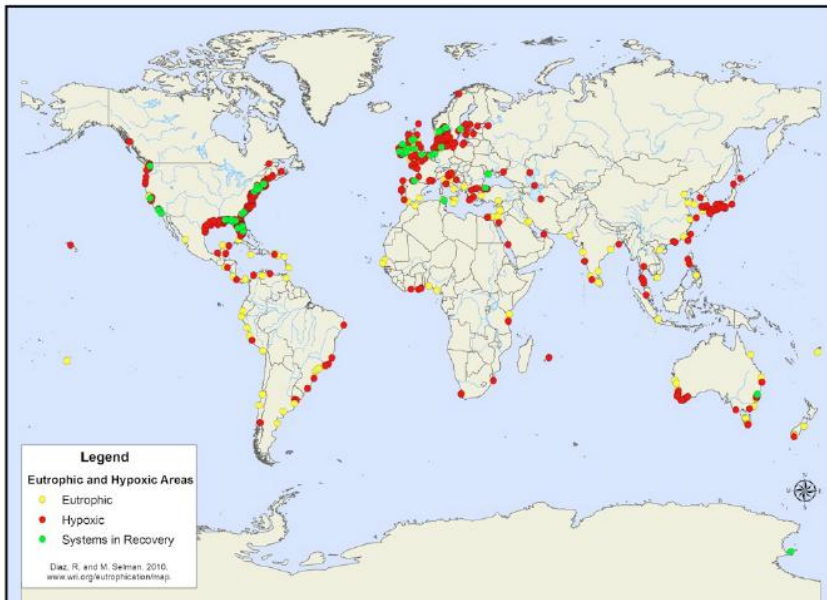 Legend
Eutrophic and Hypoxic Areas
Eutrophic
Hypoxic
Systems in Recovery
Diaz, R. and M. Selman. 2010.
www.wri.org/eutrophication/map.